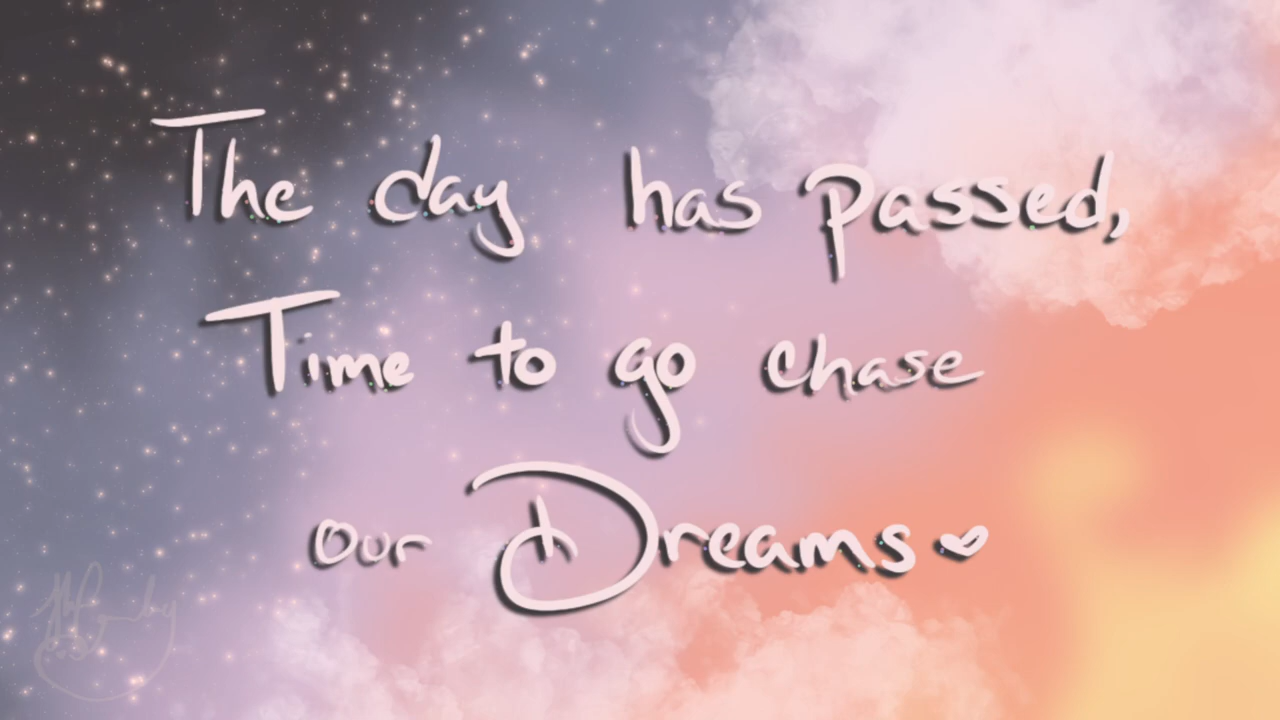 The day has passed,
Time to go chase
our Dreams♥